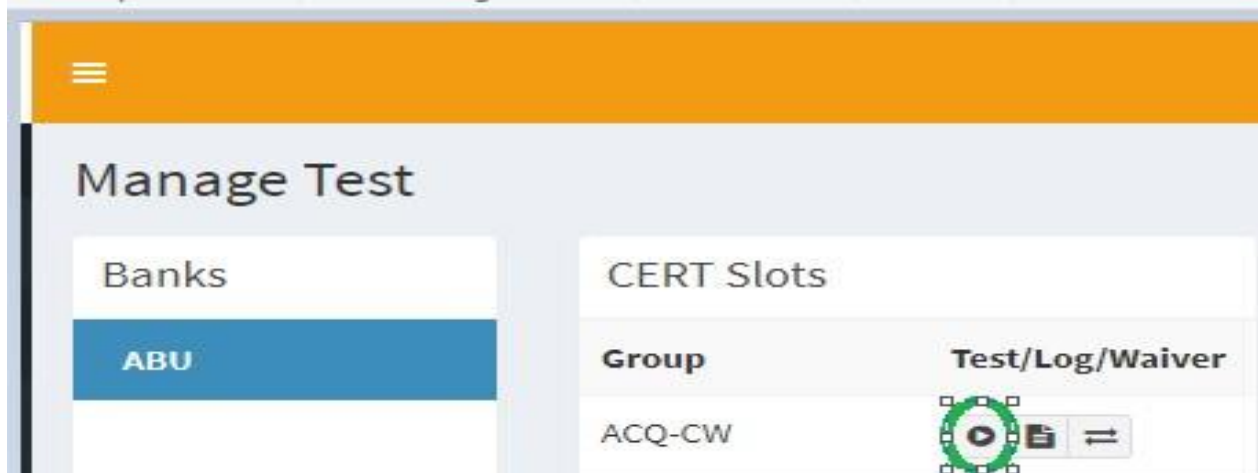 Manage Test
Banks
CERT Slots
ABU
Group
Test/Log/Waiver
ACQ-CW